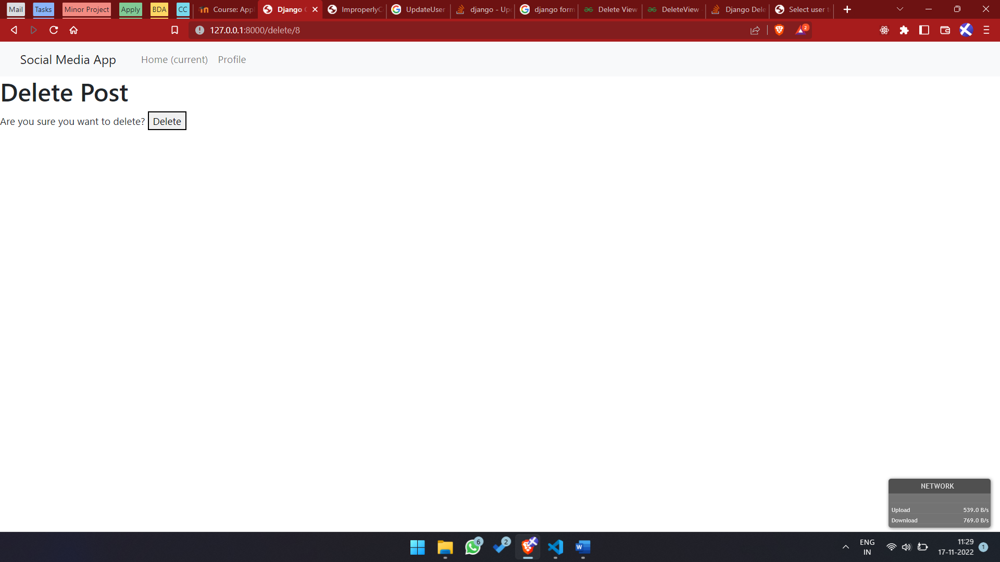 Mail Tasks Minor Project Apply BDA CC Course: App Django ImproperlyC UpdateUser django - Up django form Delete View DeleteView Django Dele Select user t
127.0.0.1:8000/delete/8 2
Social Media App Home (current) Profile
Delete Post
Are you sure you want to delete? Delete
NETWORK
Upload 539.0 B/s
Download 769.0 B/s
6 2 W
ENG
IN
11:29
17-11-2022
1